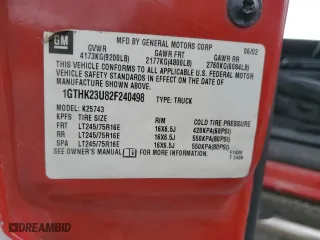 GM
MFD BY GENERAL MOTORS CORP 06/02
GVWR GAWR FRT GAWR RR
4173KG(9200LB) 2177KG(4800LB) 2760KG(6084LB)
THIS VEHICLE CONFORMS TO ALL APPLICABLE U.S. FEDERAL MOTOR
VEHICLE SAFETY STANDARDS IN EFFECT ON THE DATE OF
MANUFACTURE SHOWN ABOVE.
1GTHK23U82F240498 TYPE: TRUCK
MODEL: K25743
KPFS TIRE SIZE RIM COLD TIRE PRESSURE
FRT LT245/75R16E 16X6.5J 420KPA(60PSI)
RR LT245/75R16E 16X6.5J 550KPA(80PSI)
SPA LT245/75R16E 16X6.5J 550KPA(80PSI)
SEE OWNER'S MANUAL FOR MORE INFORMATION